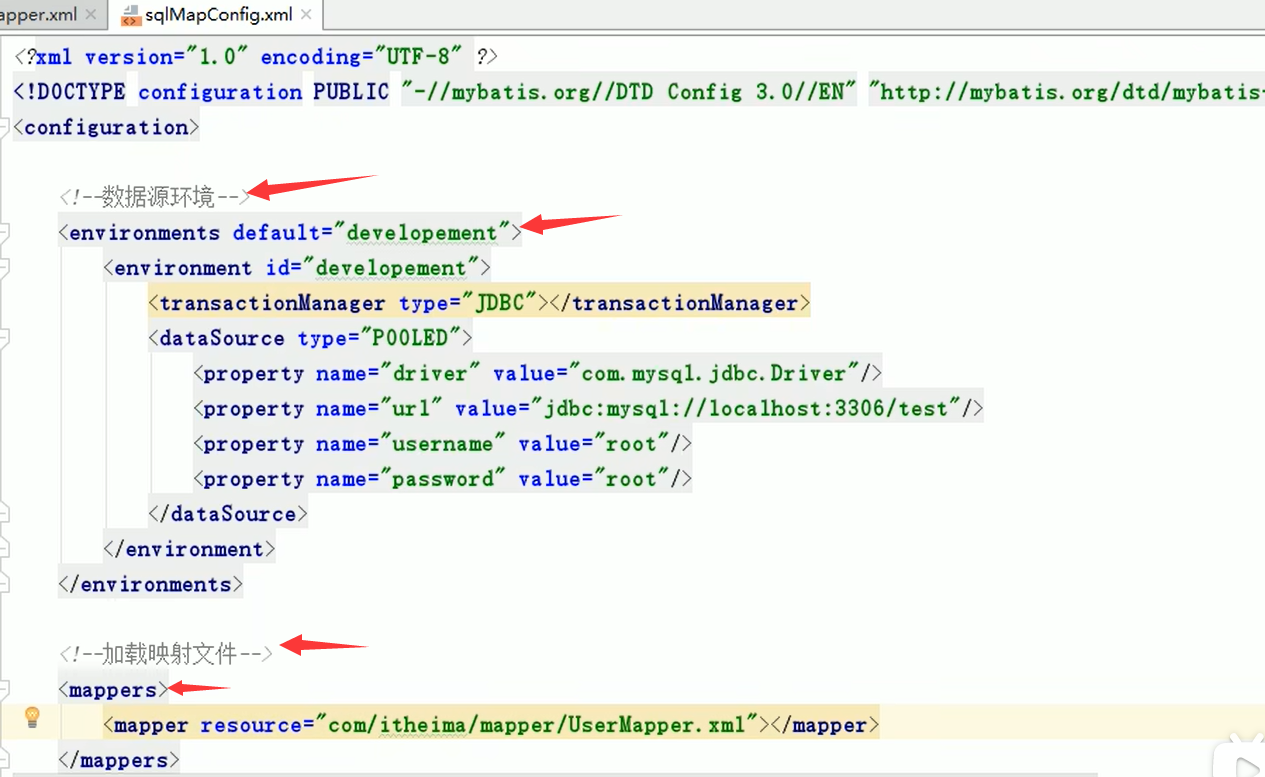 apper.xml sqlMapConfig.xml
<?xml version="1.0" encoding="UTF-8" ?>
<!DOCTYPE configuration PUBLIC "-//mybatis.org//DTD Config 3.0//EN" "http://mybatis.org/dtd/mybatis-
<configuration>
<!--数据源环境-->
<environments default="developement">
<environment id="developement">
<transactionManager type="JDBC"></transactionManager>
<dataSource type="POOLED">
<property name="driver" value="com.mysql.jdbc.Driver"/>
<property name="url" value="jdbc:mysql://localhost:3306/test"/>
<property name="username" value="root"/>
<property name="password" value="root"/>
</dataSource>
</environment>
</environments>
<!--加载映射文件-->
<mappers>
<mapper resource="com/itheima/mapper/UserMapper.xml"></mapper>
</mappers>